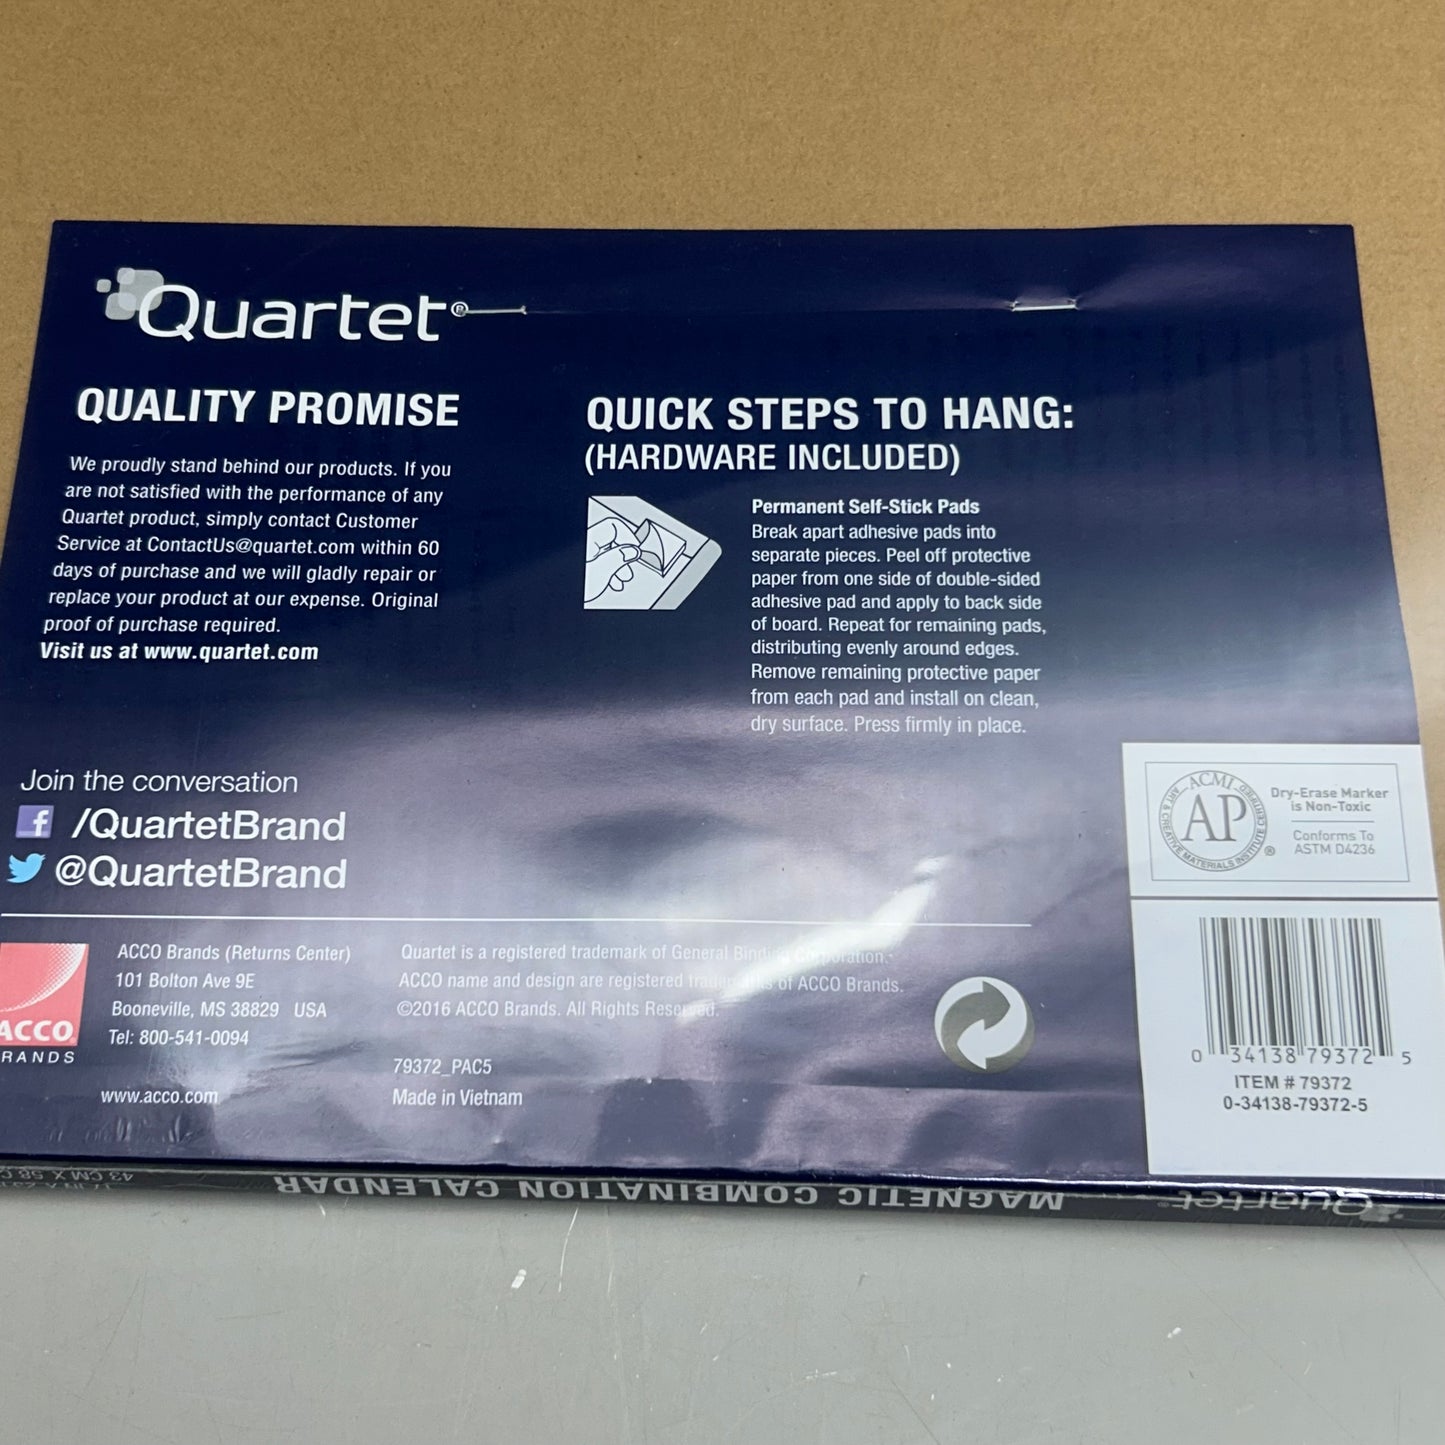 Quartet®
QUALITY PROMISE
We proudly stand behind our products. If you
are not satisfied with the performance of any
Quartet product, simply contact Customer
Service at ContactUs@quartet.com within 60
days of purchase and we will gladly repair or
replace your product at our expense. Original
proof of purchase required.
Visit us at www.quartet.com
QUICK STEPS TO HANG:
(HARDWARE INCLUDED)
Permanent Self-Stick Pads
Break apart adhesive pads into
separate pieces. Peel off protective
paper from one side of double-sided
adhesive pad and apply to back side
of board. Repeat for remaining pads,
distributing evenly around edges.
Remove remaining protective paper
from each pad and install on clean,
dry surface. Press firmly in place.
Join the conversation
/QuartetBrand
@QuartetBrand
ACCO
BRANDS
ACCO Brands (Returns Center)
101 Bolton Ave 9E
Booneville, MS 38829 USA
Tel: 800-541-0094
www.acco.com
Quartet is a registered trademark of General Binding Corporation.
ACCO name and design are registered trademarks of ACCO Brands.
©2016 ACCO Brands. All Rights Reserved.
79372_PAC5
Made in Vietnam
ACMI
AP
ART & CREATIVE MATERIALS INSTITUTE CERTIFIED
®
Dry-Erase Marker
is Non-Toxic
Conforms To
ASTM D4236
0 34138 79372 5
ITEM # 79372
0-34138-79372-5
Quartet®
MAGNETIC COMBINATION CALENDAR